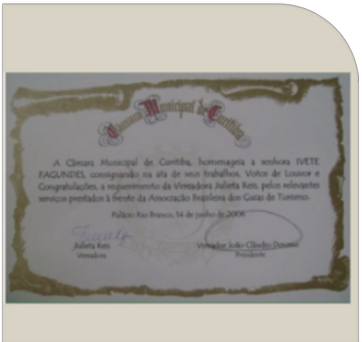 Câmara Municipal de Curitiba
A Câmara Municipal de Curitiba, homenageia a senhora IVETE
FAGUNDES, consignando na ata de seus trabalhos, Votos de Louvor e
Congratulações, a requerimento da Vereadora Julieta Reis, pelos relevantes
serviços prestados à frente da Associação Brasileira dos Guias de Turismo.
Palácio Rio Branco, 14 de junho de 2006.
Julieta Reis
Vereadora
Vereador João Cláudio Derosso
Presidente